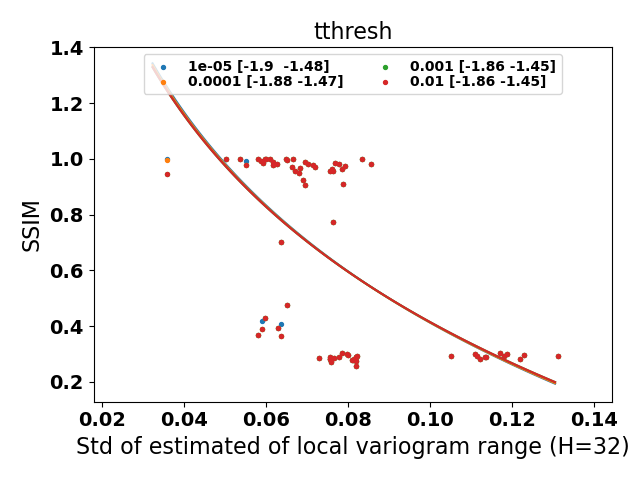 tthresh
1e-05 [-1.9  -1.48]
0.0001 [-1.88 -1.47]
0.001 [-1.86 -1.45]
0.01 [-1.86 -1.45]
1.4
1.2
1.0
0.8
0.6
0.4
0.2
SSIM
0.02 0.04 0.06 0.08 0.10 0.12 0.14
Std of estimated of local variogram range (H=32)